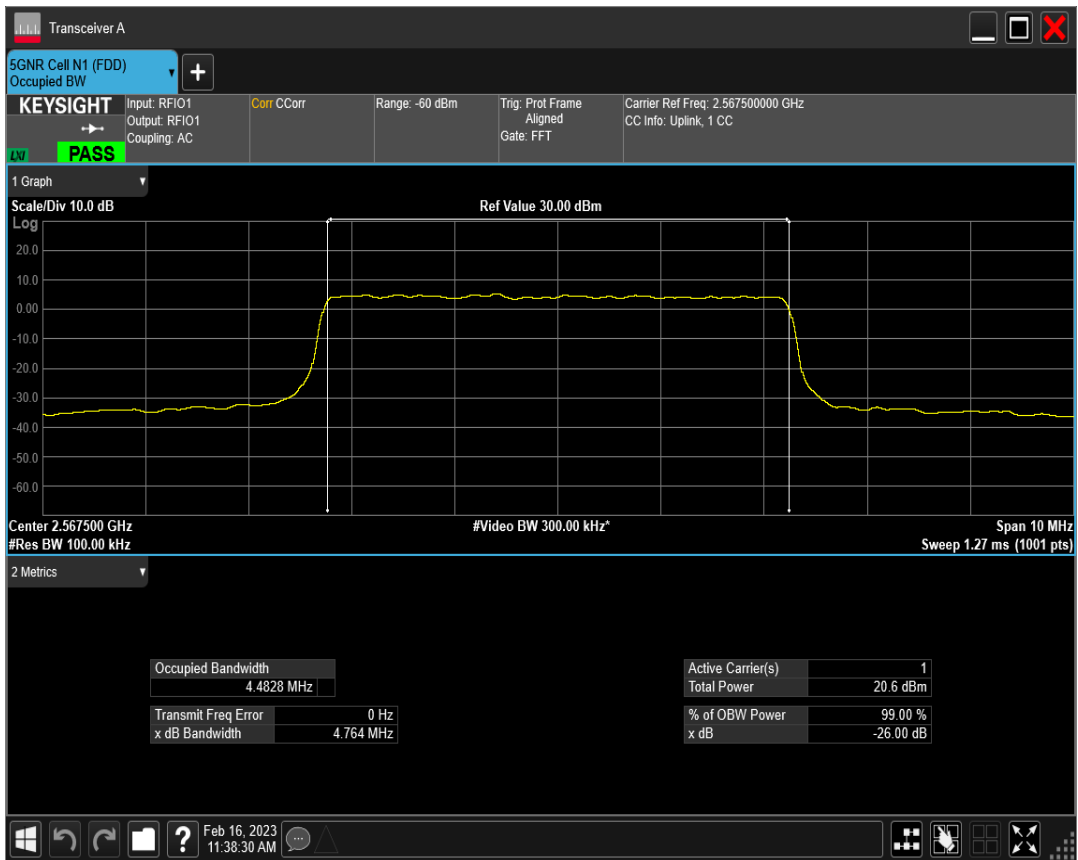 Transceiver A
5GNR Cell N1 (FDD)
Occupied BW
+
KEYSIGHT
LXI
PASS
Input: RFIO1
Output: RFIO1
Coupling: AC
Corr CCorr
Range: -60 dBm
Trig: Prot Frame
Aligned
Gate: FFT
Carrier Ref Freq: 2.567500000 GHz
CC Info: Uplink, 1 CC
1 Graph
Scale/Div 10.0 dB
Ref Value 30.00 dBm
Log
20.0
10.0
0.00
-10.0
-20.0
-30.0
-40.0
-50.0
-60.0
Center 2.567500 GHz
#Video BW 300.00 kHz*
Span 10 MHz
#Res BW 100.00 kHz
Sweep 1.27 ms (1001 pts)
2 Metrics
Occupied Bandwidth
4.4828 MHz
Transmit Freq Error 0 Hz
x dB Bandwidth 4.764 MHz
Active Carrier(s) 1
Total Power 20.6 dBm
% of OBW Power 99.00 %
x dB -26.00 dB
?
Feb 16, 2023
11:38:30 AM